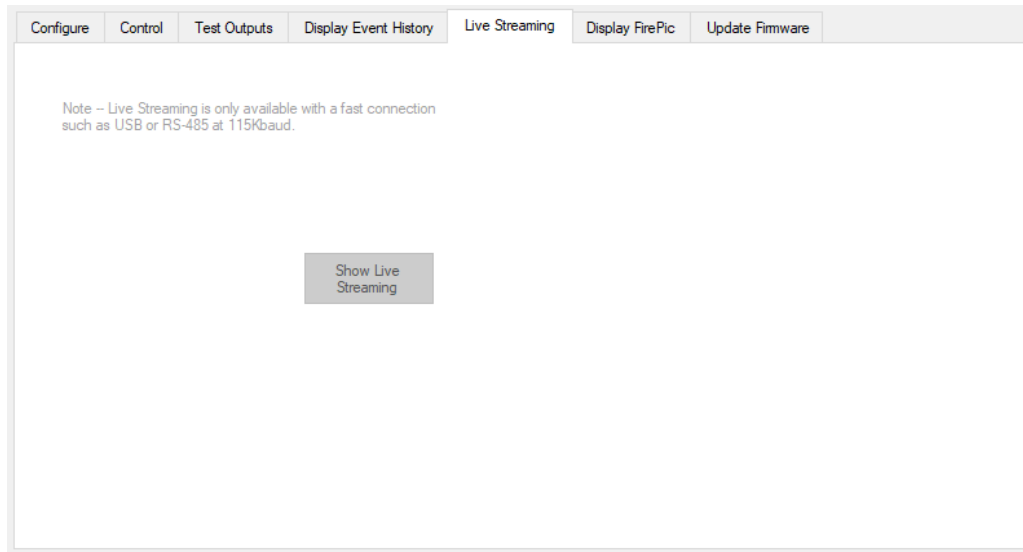 Configure Control Test Outputs Display Event History Live Streaming Display FirePic Update Firmware
Note -- Live Streaming is only available with a fast connection
such as USB or RS-485 at 115Kbaud.
Show Live
Streaming